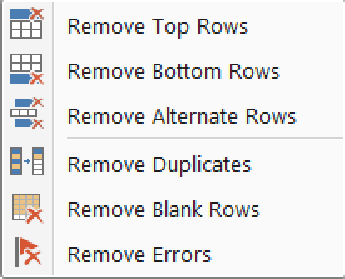 Remove Top Rows
Remove Bottom Rows
Remove Alternate Rows
Remove Duplicates
Remove Blank Rows
Remove Errors